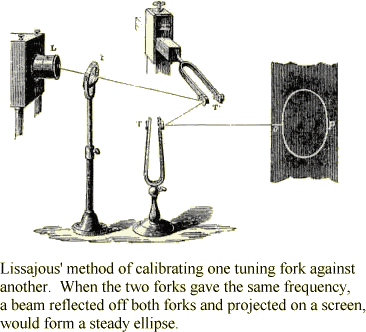 L
T'
T
Lissajous' method of calibrating one tuning fork against
another. When the two forks gave the same frequency,
a beam reflected off both forks and projected on a screen,
would form a steady ellipse.